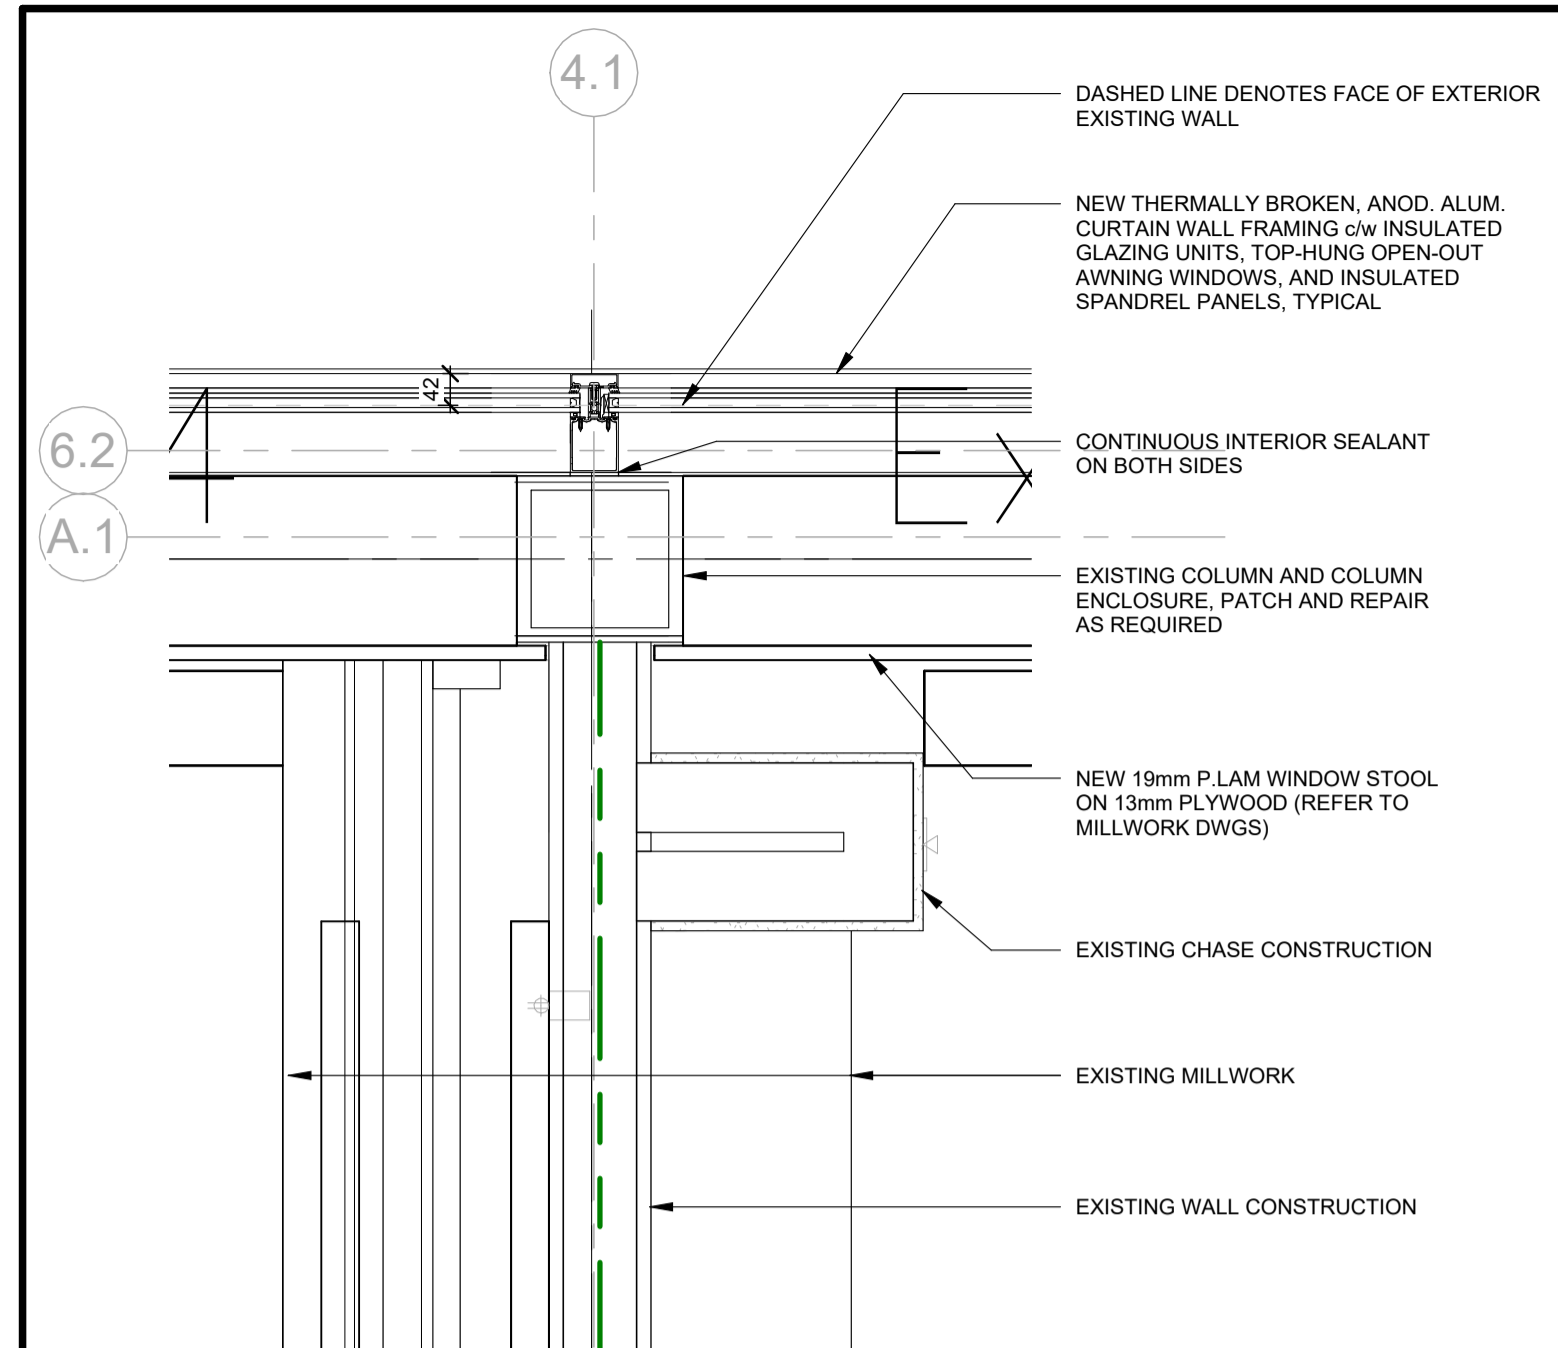 4.1
DASHED LINE DENOTES FACE OF EXTERIOR
EXISTING WALL
NEW THERMALLY BROKEN, ANOD. ALUM.
CURTAIN WALL FRAMING c/w INSULATED
GLAZING UNITS, TOP-HUNG OPEN-OUT
AWNING WINDOWS, AND INSULATED
SPANDREL PANELS, TYPICAL
42
6.2
CONTINUOUS INTERIOR SEALANT
ON BOTH SIDES
A.1
EXISTING COLUMN AND COLUMN
ENCLOSURE, PATCH AND REPAIR
AS REQUIRED
NEW 19mm P.LAM WINDOW STOOL
ON 13mm PLYWOOD (REFER TO
MILLWORK DWGS)
EXISTING CHASE CONSTRUCTION
EXISTING MILLWORK
EXISTING WALL CONSTRUCTION